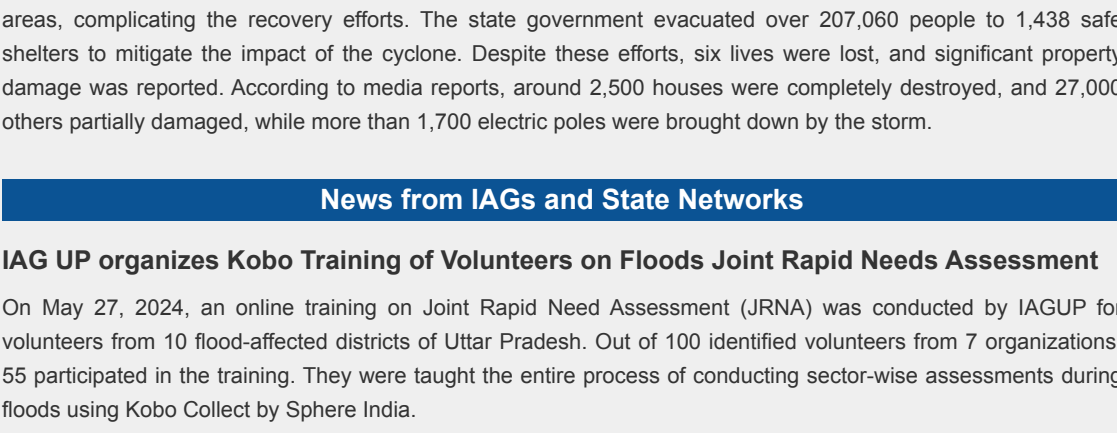 areas, complicating the recovery efforts. The state government evacuated over 207,060 people to 1,438 safe
shelters to mitigate the impact of the cyclone. Despite these efforts, six lives were lost, and significant property
damage was reported. According to media reports, around 2,500 houses were completely destroyed, and 27,000
others partially damaged, while more than 1,700 electric poles were brought down by the storm.
News from IAGs and State Networks
IAG UP organizes Kobo Training of Volunteers on Floods Joint Rapid Needs Assessment
On May 27, 2024, an online training on Joint Rapid Need Assessment (JRNA) was conducted by IAGUP for
volunteers from 10 flood-affected districts of Uttar Pradesh. Out of 100 identified volunteers from 7 organizations,
55 participated in the training. They were taught the entire process of conducting sector-wise assessments during
floods using Kobo Collect by Sphere India.